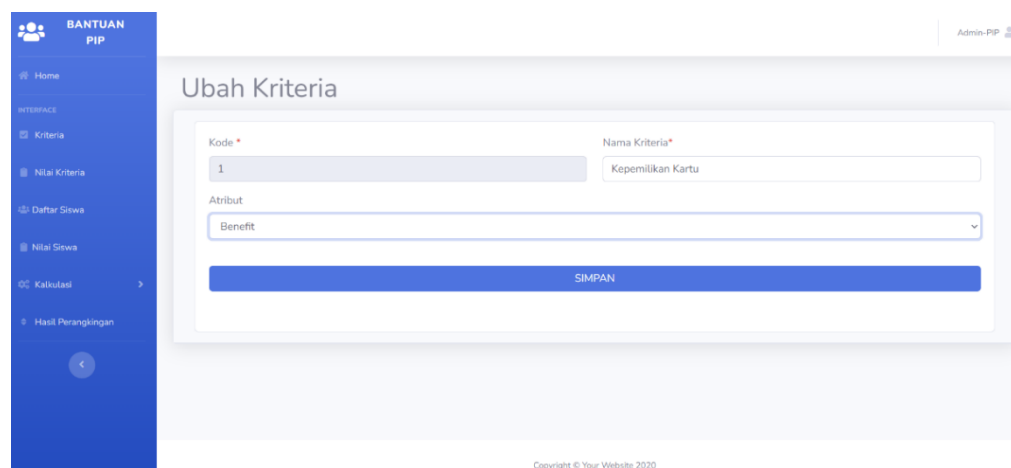 BANTUAN
PIP
Admin-PIP
Home
INTERFACE
Kriteria
Nilai Kriteria
Daftar Siswa
Nilai Siswa
Kalkulasi
Hasil Perangkingan
Ubah Kriteria
Kode *
Nama Kriteria*
1
Kepemilikan Kartu
Atribut
Benefit
SIMPAN
Copyright © Your Website 2020